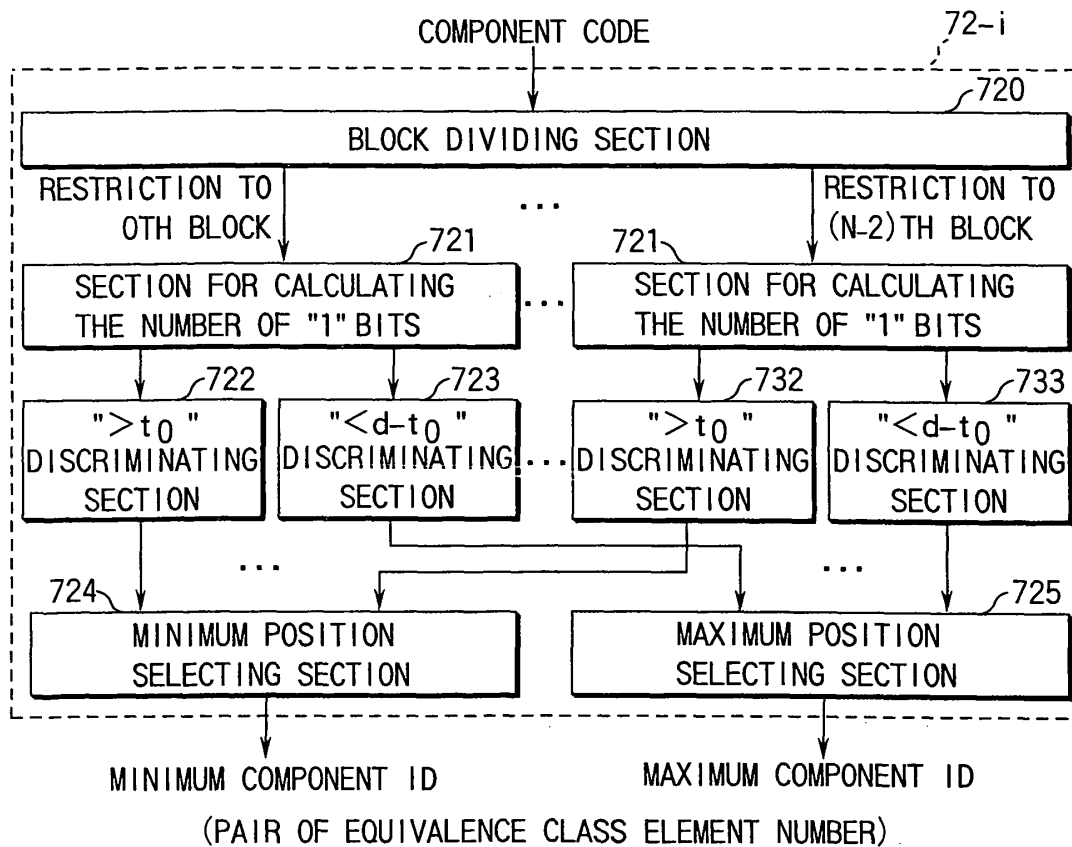 COMPONENT CODE
72-i
720
BLOCK DIVIDING SECTION
RESTRICTION TO
0TH BLOCK
...
RESTRICTION TO
(N-2)TH BLOCK
721
721
SECTION FOR CALCULATING
THE NUMBER OF "1" BITS
...
SECTION FOR CALCULATING
THE NUMBER OF "1" BITS
722
723
732
733
">t0"
DISCRIMINATING
SECTION
"<d-t0"
DISCRIMINATING
SECTION
...
">t0"
DISCRIMINATING
SECTION
"<d-t0"
DISCRIMINATING
SECTION
...
...
724
725
MINIMUM POSITION
SELECTING SECTION
MAXIMUM POSITION
SELECTING SECTION
MINIMUM COMPONENT ID
MAXIMUM COMPONENT ID
(PAIR OF EQUIVALENCE CLASS ELEMENT NUMBER)